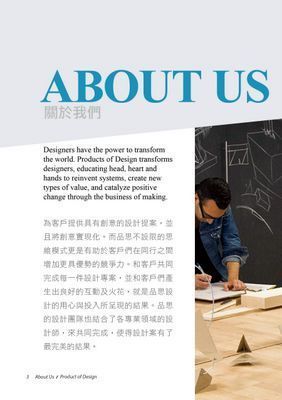 ABOUT US
關於我們
Designers have the power to transform
the world. Products of Design transforms
designers, educating head, heart and
hands to reinvent systems, create new
types of value, and catalyze positive
change through the business of making.
為客戶提供具有創意的設計提案，並
且將創意實現化。而品思不設限的思
維模式更是有助於客戶們在同行之間
增加更具優勢的競爭力。和客戶共同
完成每一件設計專案，並和客戶們產
生出良好的互動及火花，就是品思設
計的用心與投入所呈現的結果。品思
的設計團隊也結合了各專業領域的設
計師，來共同完成，使得設計案有了
最完美的結果。
3 About Us / Product of Design